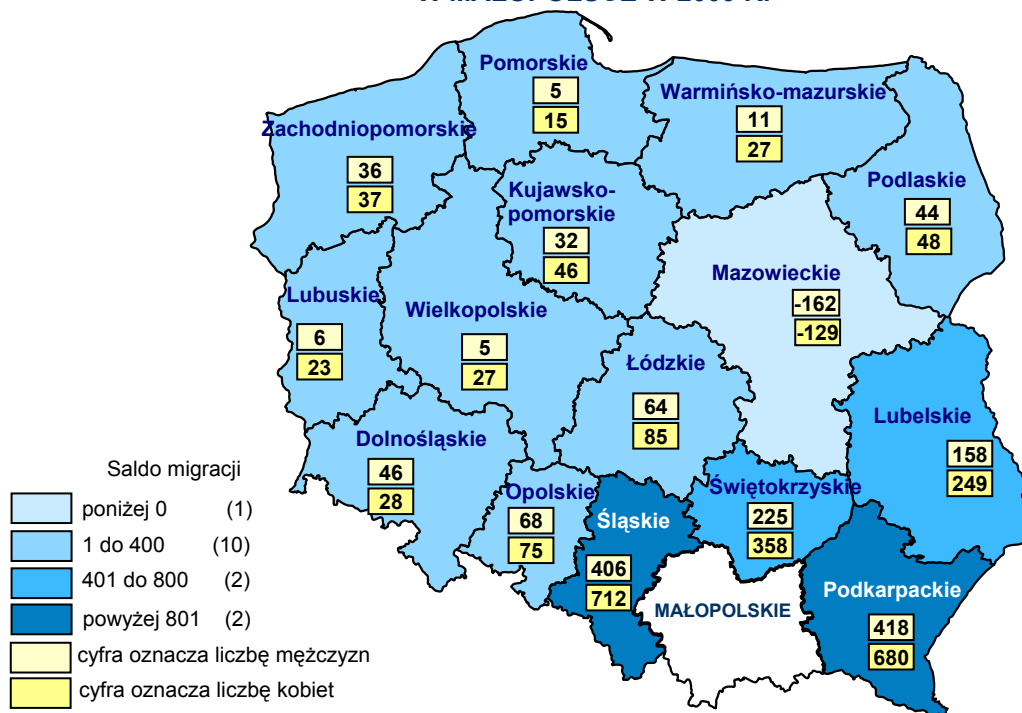 Pomorskie
5
15
Warmińsko-mazurskie
11
27
Zachodniopomorskie
36
37
Kujawsko-
pomorskie
32
46
Podlaskie
44
48
Mazowieckie
-162
-129
Lubuskie
6
23
Wielkopolskie
5
27
Łódzkie
64
85
Lubelskie
158
249
Dolnośląskie
46
28
Opolskie
68
75
Śląskie
406
712
Świętokrzyskie
225
358
MAŁOPOLSKIE
Podkarpackie
418
680
Saldo migracji
poniżej 0 (1)
1 do 400 (10)
401 do 800 (2)
powyżej 801 (2)
cyfra oznacza liczbę mężczyzn
cyfra oznacza liczbę kobiet